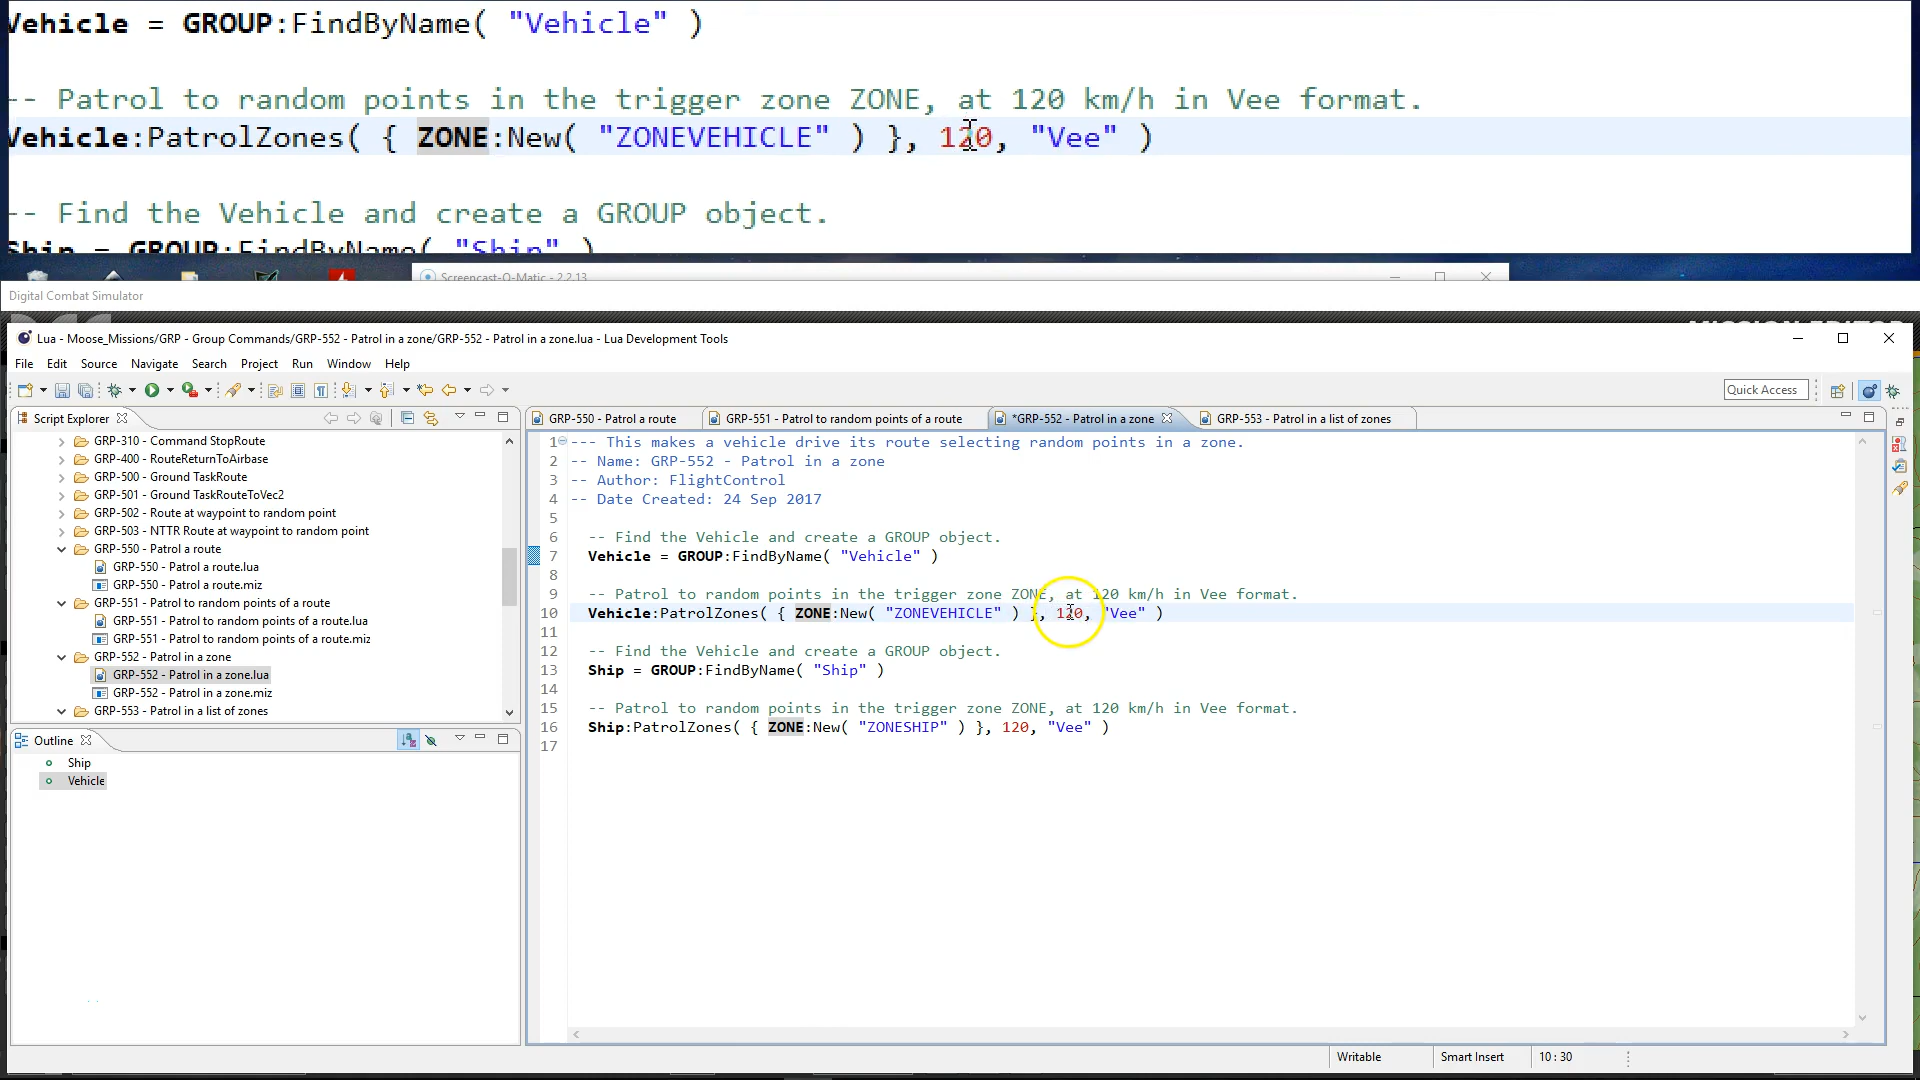 Vehicle = GROUP:FindByName( "Vehicle" )
-- Patrol to random points in the trigger zone ZONE, at 120 km/h in Vee format.
Vehicle:PatrolZones( { ZONE:New( "ZONEVEHICLE" ) }, 120, "Vee" )
-- Find the Vehicle and create a GROUP object.
Ship = GROUP:FindByName( "Ship" )
Screencast-O-Matic - 2.2.13
Digital Combat Simulator
Lua - Moose_Missions/GRP - Group Commands/GRP-552 - Patrol in a zone/GRP-552 - Patrol in a zone.lua - Lua Development Tools
File Edit Source Navigate Search Project Run Window Help
Quick Access
Script Explorer
GRP-310 - Command StopRoute
GRP-400 - RouteReturnToAirbase
GRP-500 - Ground TaskRoute
GRP-501 - Ground TaskRouteToVec2
GRP-502 - Route at waypoint to random point
GRP-503 - NTTR Route at waypoint to random point
GRP-550 - Patrol a route
GRP-550 - Patrol a route.lua
GRP-550 - Patrol a route.miz
GRP-551 - Patrol to random points of a route
GRP-551 - Patrol to random points of a route.lua
GRP-551 - Patrol to random points of a route.miz
GRP-552 - Patrol in a zone
GRP-552 - Patrol in a zone.lua
GRP-552 - Patrol in a zone.miz
GRP-553 - Patrol in a list of zones
Outline
Ship
Vehicle
GRP-550 - Patrol a route GRP-551 - Patrol to random points of a route *GRP-552 - Patrol in a zone GRP-553 - Patrol in a list of zones
1 --- This makes a vehicle drive its route selecting random points in a zone.
2 -- Name: GRP-552 - Patrol in a zone
3 -- Author: FlightControl
4 -- Date Created: 24 Sep 2017
5
6 -- Find the Vehicle and create a GROUP object.
7 Vehicle = GROUP:FindByName( "Vehicle" )
8
9 -- Patrol to random points in the trigger zone ZONE, at 120 km/h in Vee format.
10 Vehicle:PatrolZones( { ZONE:New( "ZONEVEHICLE" ) }, 120, "Vee" )
11
12 -- Find the Vehicle and create a GROUP object.
13 Ship = GROUP:FindByName( "Ship" )
14
15 -- Patrol to random points in the trigger zone ZONE, at 120 km/h in Vee format.
16 Ship:PatrolZones( { ZONE:New( "ZONESHIP" ) }, 120, "Vee" )
17
Writable Smart Insert 10 : 30